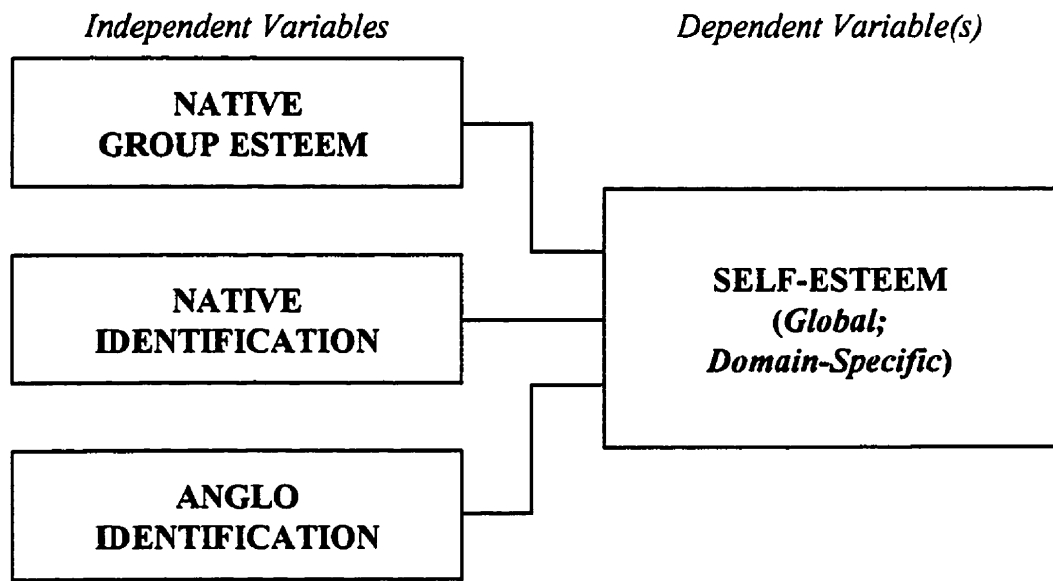 Independent Variables
Dependent Variable(s)
NATIVE
GROUP ESTEEM
NATIVE
IDENTIFICATION
ANGLO
IDENTIFICATION
SELF-ESTEEM
(Global;
Domain-Specific)